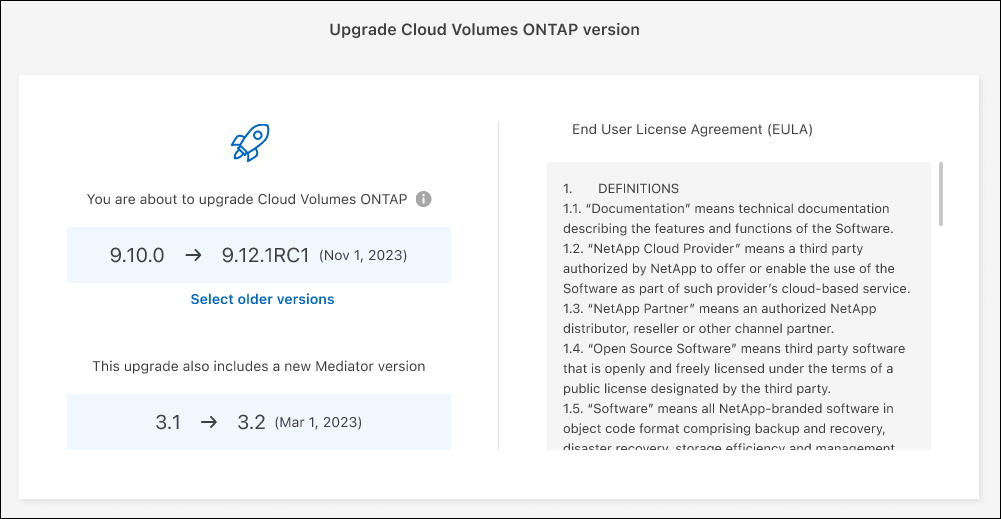 Upgrade Cloud Volumes ONTAP version
You are about to upgrade Cloud Volumes ONTAP
9.10.0 → 9.12.1RC1 (Nov 1, 2023)
Select older versions
This upgrade also includes a new Mediator version
3.1 → 3.2 (Mar 1, 2023)
End User License Agreement (EULA)
1. DEFINITIONS
1.1. “Documentation” means technical documentation
describing the features and functions of the Software.
1.2. “NetApp Cloud Provider” means a third party
authorized by NetApp to offer or enable the use of the
Software as part of such provider’s cloud-based service.
1.3. “NetApp Partner” means an authorized NetApp
distributor, reseller or other channel partner.
1.4. “Open Source Software” means third party software
that is openly and freely licensed under the terms of a
public license designated by the third party.
1.5. “Software” means all NetApp-branded software in
object code format comprising backup and recovery,
disaster recovery, storage efficiency and management